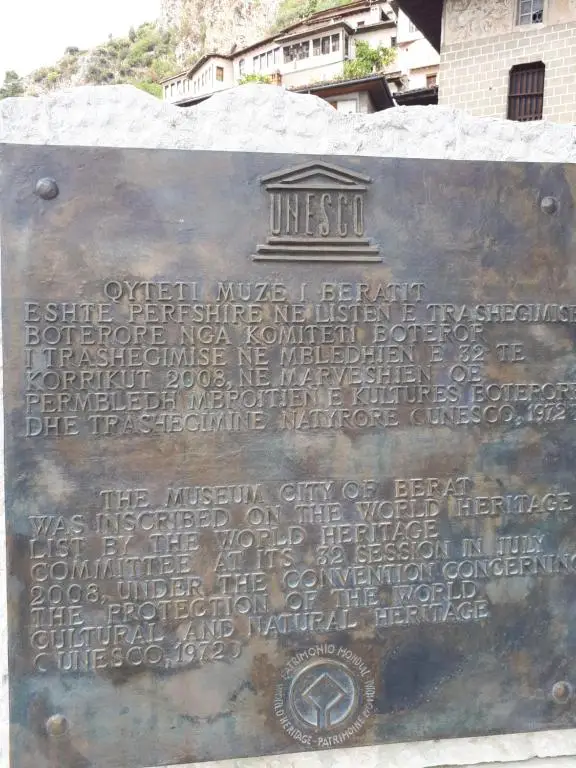 UNESCO
QYTETI MUZE I BERATIT
ESHTE PERFSHIRE NE LISTEN E TRASHEGIMISE
BOTERORE NGA KOMITETI BOTEROR
I TRASHEGIMISE NE MBLEDHJEN E 32 TE
KORRIKUT 2008, NE MARVESHJEN QE
PERMBLEDH MBROJTJEN E KULTURES BOTERORE
DHE TRASHEGIMINE NATYRORE (UNESCO, 1972)
THE MUSEUM CITY OF BERAT
WAS INSCRIBED ON THE WORLD HERITAGE
LIST BY THE WORLD HERITAGE
COMMITTEE AT ITS 32 SESSION IN JULY
2008, UNDER THE CONVENTION CONCERNING
THE PROTECTION OF THE WORLD
CULTURAL AND NATURAL HERITAGE
(UNESCO, 1972)
PATRIMONIO MUNDIAL
WORLD HERITAGE - PATRIMOINE MONDIAL